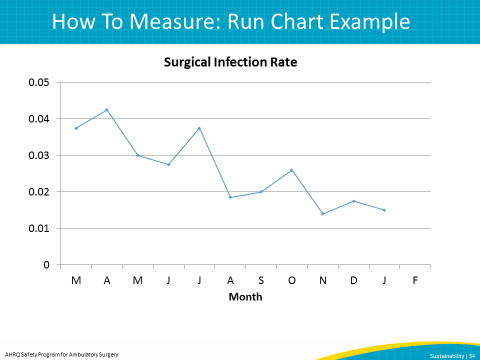 How To Measure: Run Chart Example
Surgical Infection Rate
0.05
0.04
0.03
0.02
0.01
0
M A M J J A S O N D J F
Month
AHRQ Safety Program for Ambulatory Surgery
Sustainability | 34